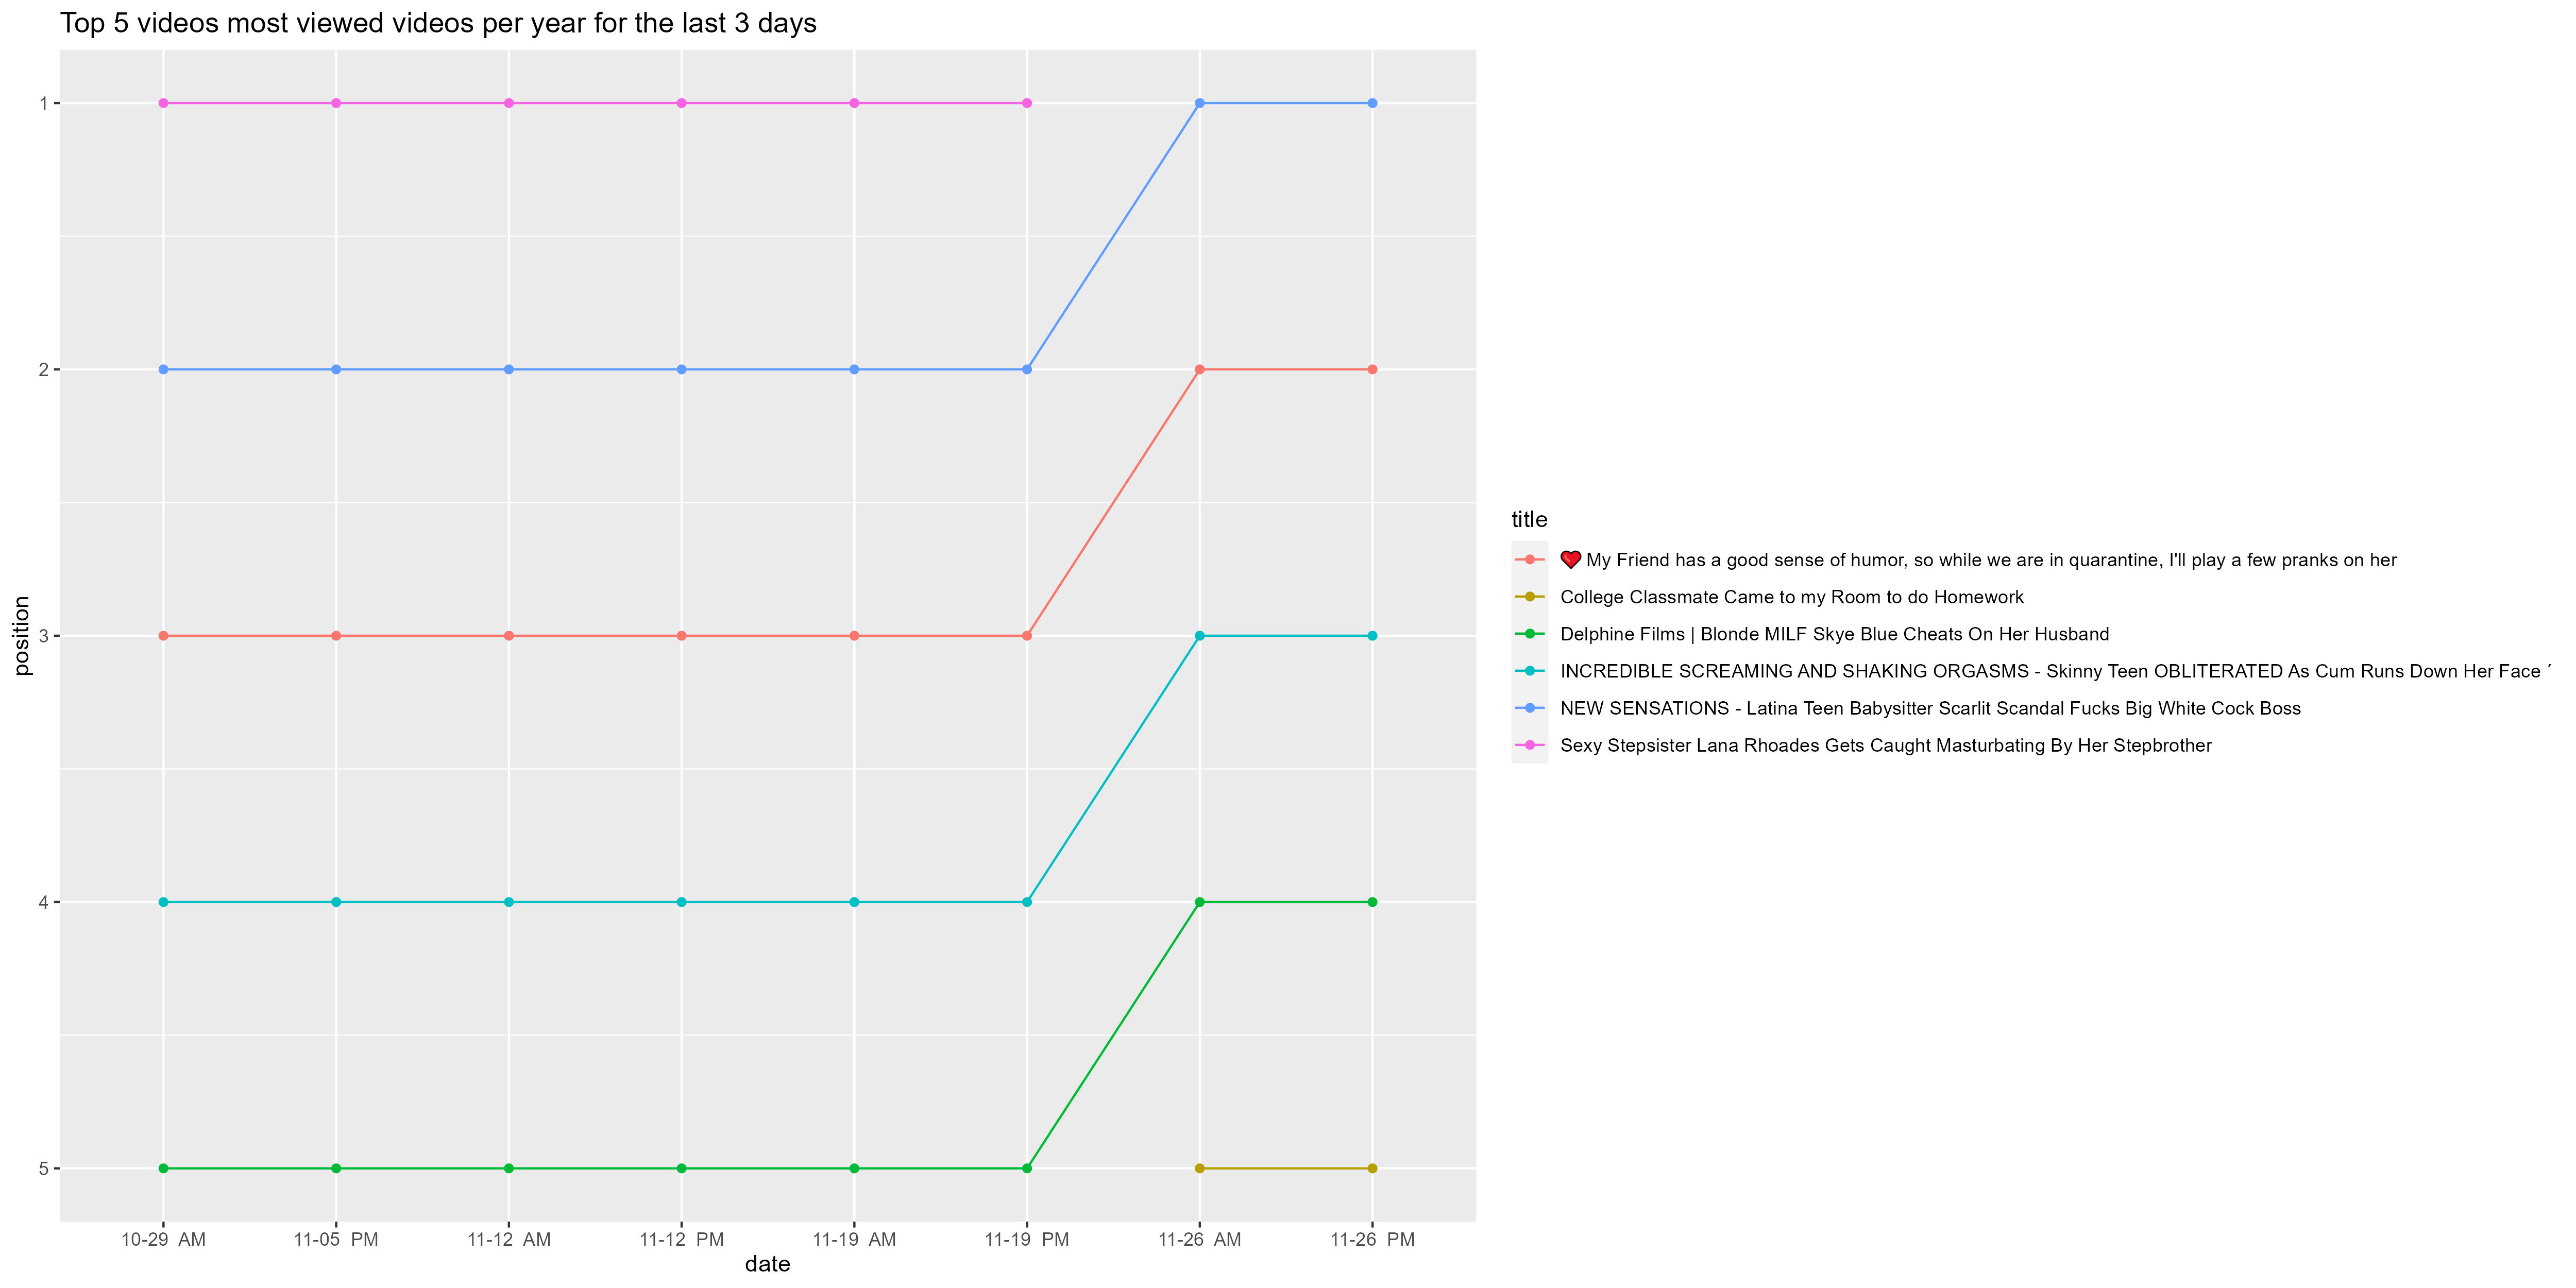 Top 5 videos most viewed videos per year for the last 3 days
position
1
2
3
4
5
10-29 AM
11-05 PM
11-12 AM
11-12 PM
11-19 AM
11-19 PM
11-26 AM
11-26 PM
date
title
❤️ My Friend has a good sense of humor, so while we are in quarantine, I'll play a few pranks on her
College Classmate Came to my Room to do Homework
Delphine Films | Blonde MILF Skye Blue Cheats On Her Husband
INCREDIBLE SCREAMING AND SHAKING ORGASMS - Skinny Teen OBLITERATED As Cum Runs Down Her Face
NEW SENSATIONS - Latina Teen Babysitter Scarlit Scandal Fucks Big White Cock Boss
Sexy Stepsister Lana Rhoades Gets Caught Masturbating By Her Stepbrother